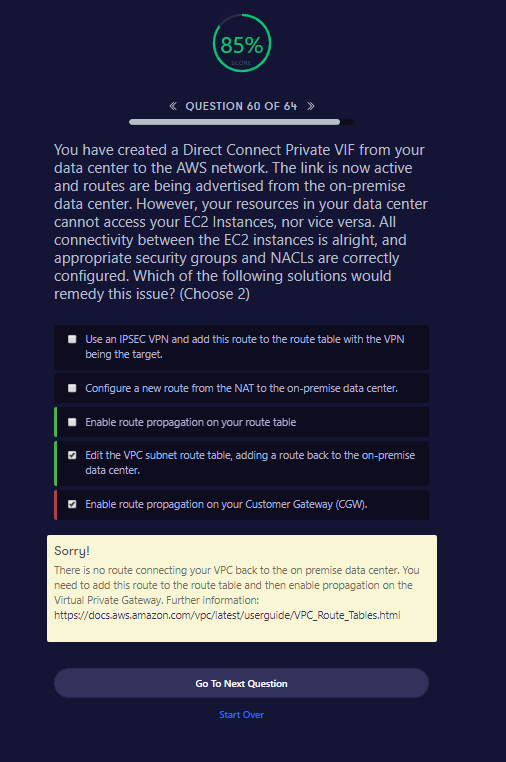 85%
SCORE
« QUESTION 60 OF 64 »
You have created a Direct Connect Private VIF from your
data center to the AWS network. The link is now active
and routes are being advertised from the on-premise
data center. However, your resources in your data center
cannot access your EC2 Instances, nor vice versa. All
connectivity between the EC2 instances is alright, and
appropriate security groups and NACLs are correctly
configured. Which of the following solutions would
remedy this issue? (Choose 2)
Use an IPSEC VPN and add this route to the route table with the VPN
being the target.
Configure a new route from the NAT to the on-premise data center.
Enable route propagation on your route table
Edit the VPC subnet route table, adding a route back to the on-premise
data center.
Enable route propagation on your Customer Gateway (CGW).
Sorry!
There is no route connecting your VPC back to the on premise data center. You
need to add this route to the route table and then enable propagation on the
Virtual Private Gateway. Further information:
https://docs.aws.amazon.com/vpc/latest/userguide/VPC_Route_Tables.html
Go To Next Question
Start Over